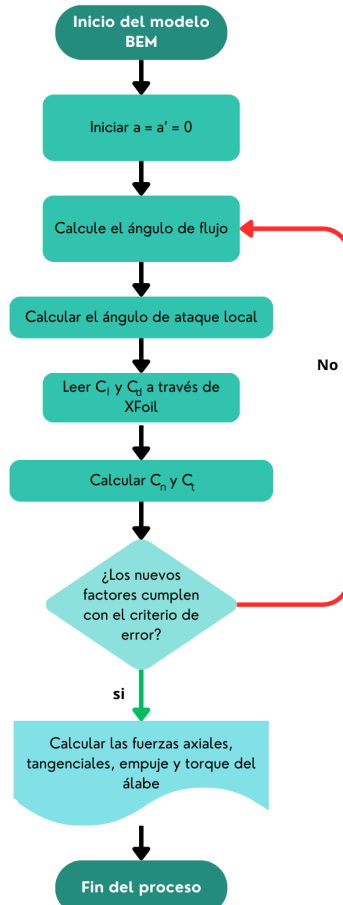 Inicio del modelo
BEM
Iniciar a = a' = 0
Calcule el ángulo de flujo
Calcular el ángulo de ataque local
No
Leer Cl y Cd a través de
XFoil
Calcular Cn y Ct
¿Los nuevos
factores cumplen
con el criterio de
error?
si
Calcular las fuerzas axiales,
tangenciales, empuje y torque del
álabe
Fin del proceso